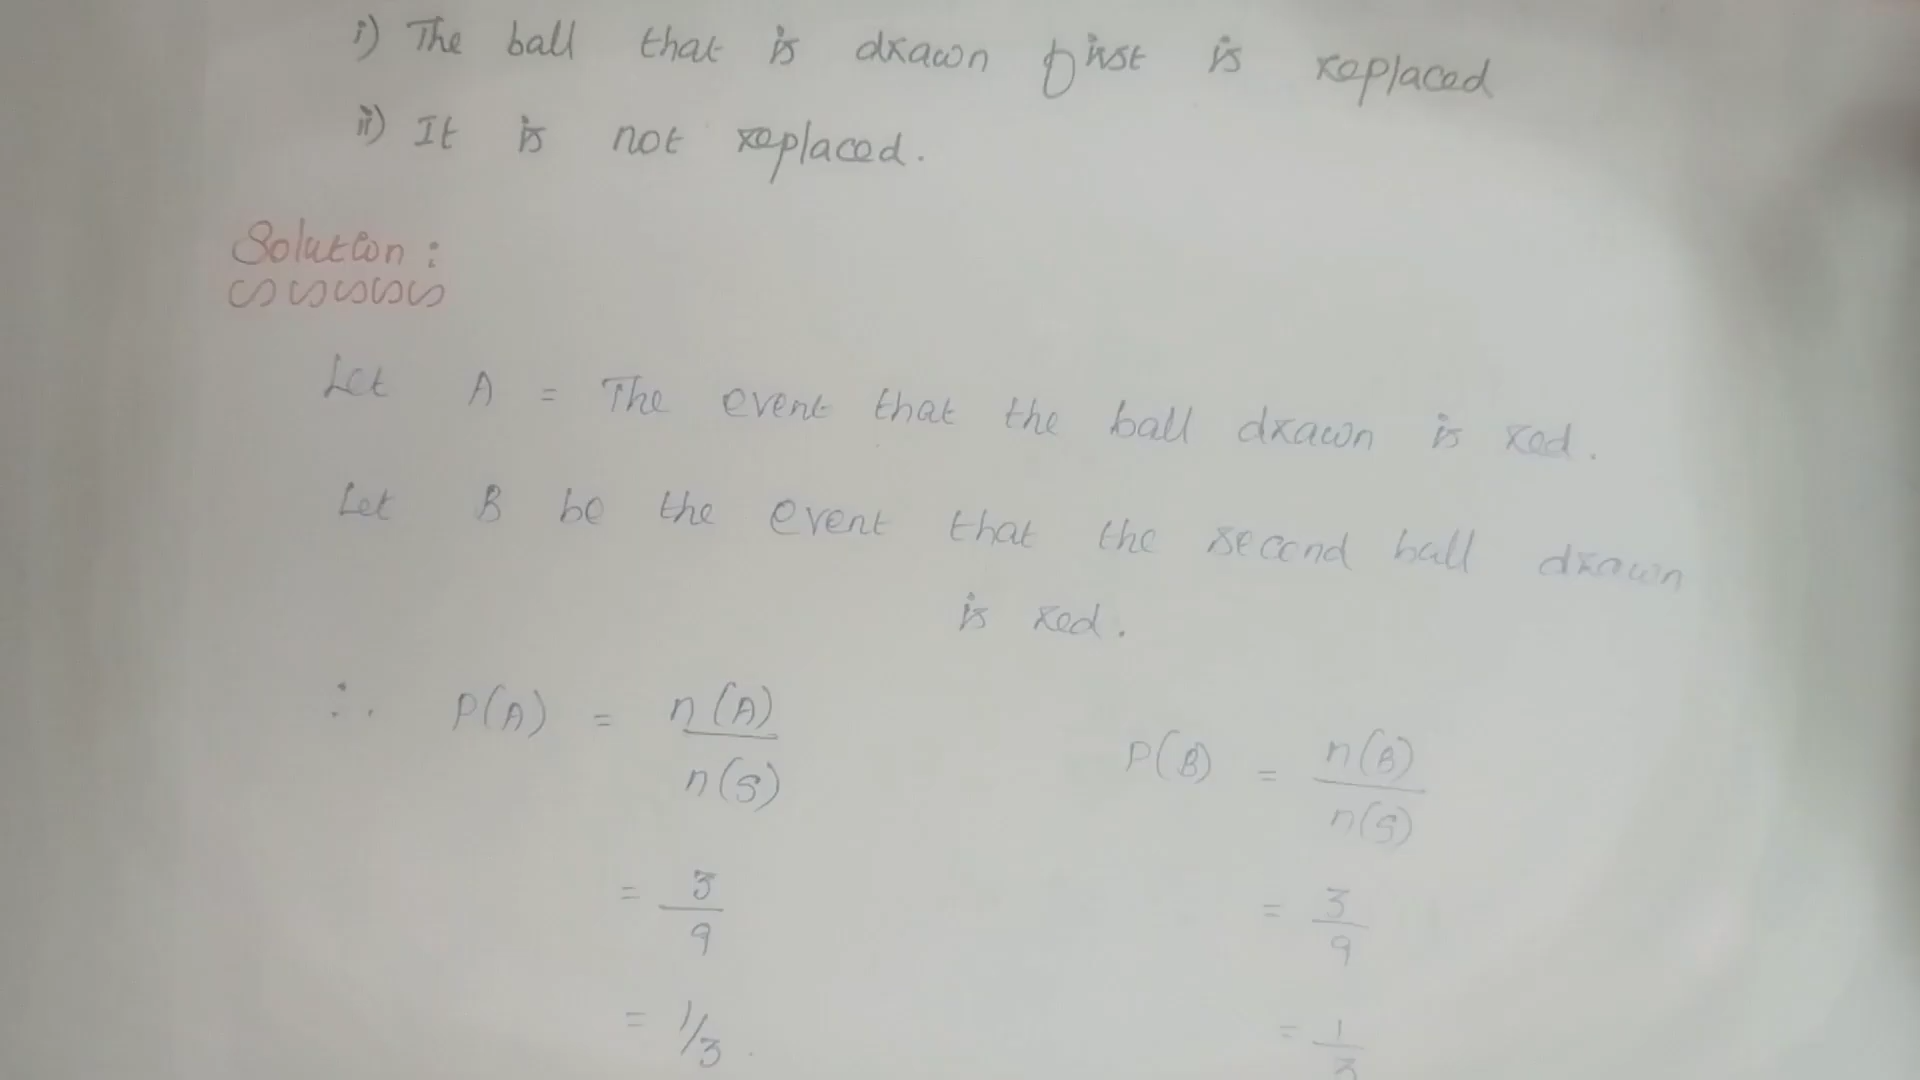 i) The ball that is drawn first is replaced
ii) It is not replaced.
Solution:
Let A = The event that the ball drawn is red.
Let B be the event that the second ball drawn
is red.
∴ P(A) = n(A)/n(S)
P(B) = n(B)/n(S)
= 3/9
= 3/9
= 1/3.
= 1/3